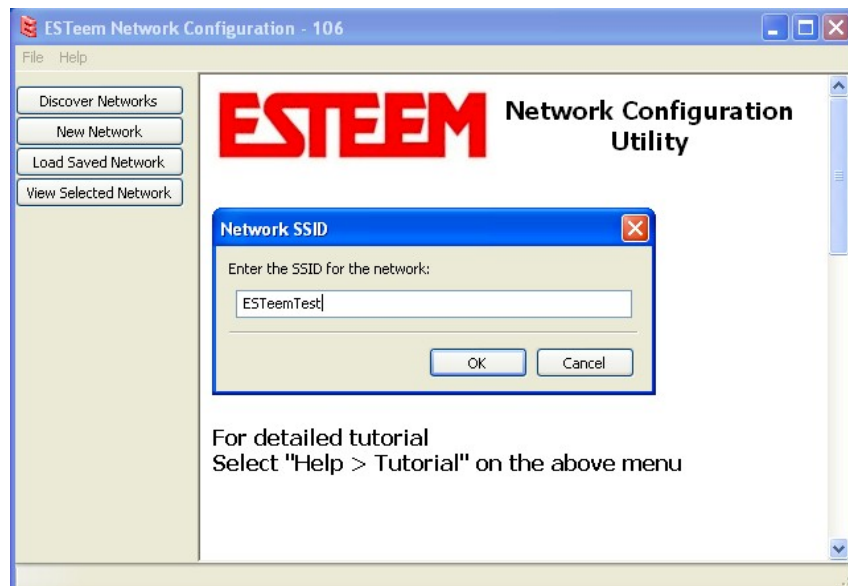 ESTeem Network Configuration - 106
File Help
Discover Networks
New Network
Load Saved Network
View Selected Network
ESTEEM
Network Configuration
Utility
Network SSID
Enter the SSID for the network:
ESTeemTest
OK Cancel
For detailed tutorial
Select "Help > Tutorial" on the above menu